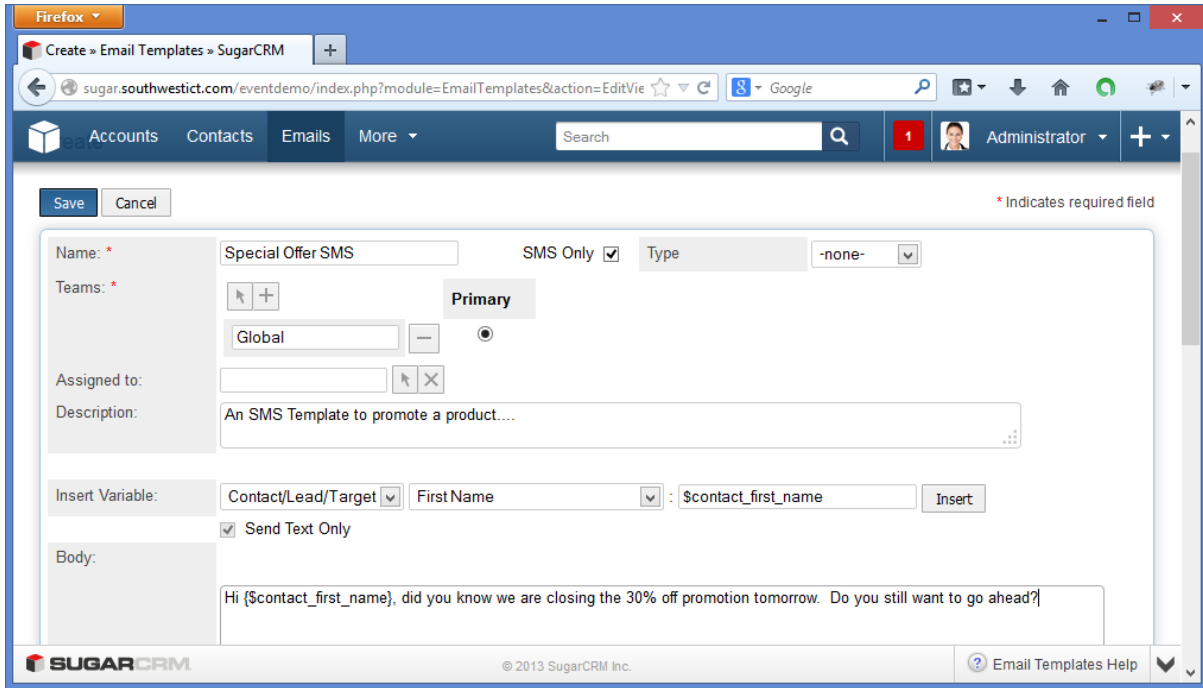 Firefox
Create » Email Templates » SugarCRM
sugar.southwestict.com/eventdemo/index.php?module=EmailTemplates&action=EditVie
Google
Accounts Contacts Emails More Search 1 Administrator
Save Cancel * Indicates required field
Name: * Special Offer SMS SMS Only Type -none-
Teams: *
Primary
Global
Assigned to:
Description: An SMS Template to promote a product....
Insert Variable: Contact/Lead/Target First Name : $contact_first_name Insert
Send Text Only
Body:
Hi {$contact_first_name}, did you know we are closing the 30% off promotion tomorrow.  Do you still want to go ahead?
SUGARCRM © 2013 SugarCRM Inc. ? Email Templates Help